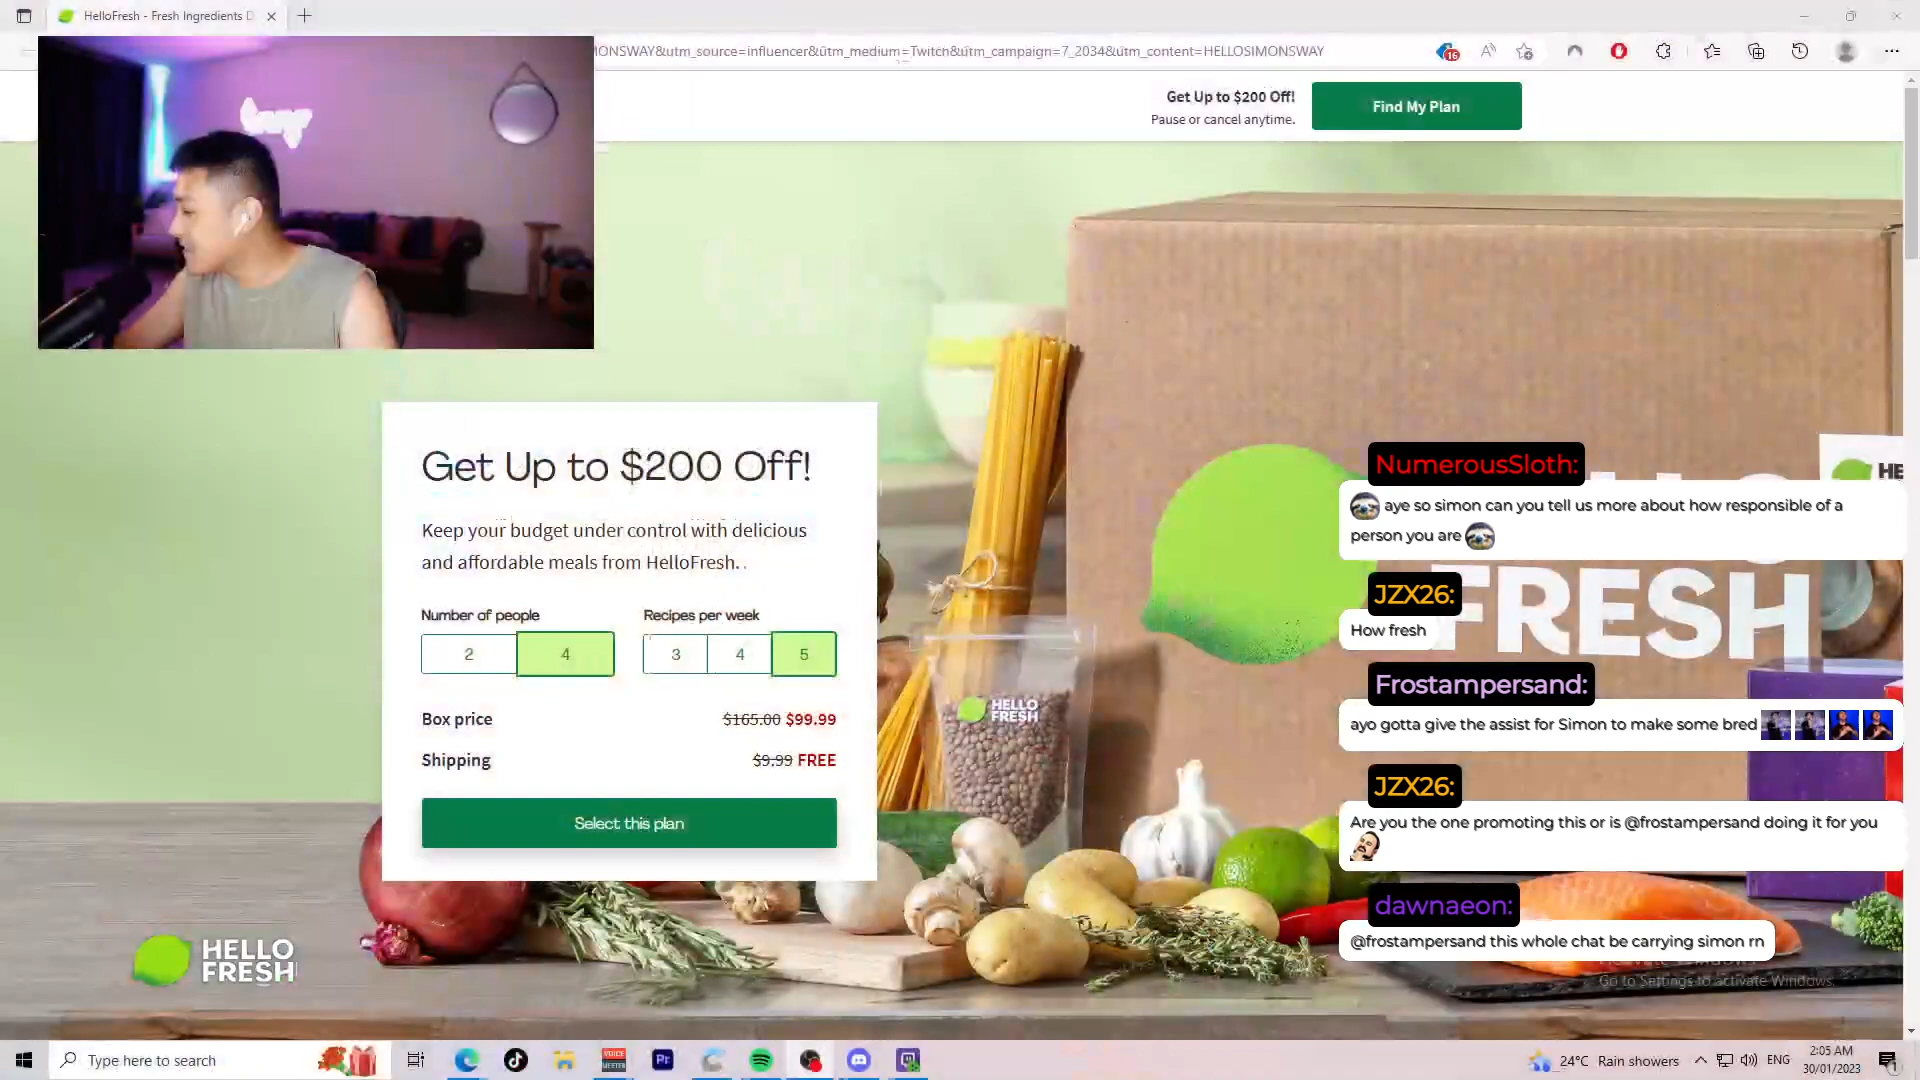 HelloFresh - Fresh Ingredients D
MONSWAY&utm_source=influencer&utm_medium=Twitch&utm_campaign=7_2034&utm_content=HELLOSIMONSWAY
16
Get Up to $200 Off!
Pause or cancel anytime.
Find My Plan
Get Up to $200 Off!
Keep your budget under control with delicious
and affordable meals from HelloFresh.
Number of people
Recipes per week
2
4
3
4
5
Box price
$165.00 $99.99
Shipping
$9.99 FREE
Select this plan
HELLO
FRESH
HELLO
FRESH
FRESH
HE
NumerousSloth:
aye so simon can you tell us more about how responsible of a
person you are
JZX26:
How fresh
Frostampersand:
ayo gotta give the assist for Simon to make some bred
JZX26:
Are you the one promoting this or is @frostampersand doing it for you
dawnaeon:
@frostampersand this whole chat be carrying simon rn
Go to Settings to activate Windows.
Type here to search
VOICE
MEETER
Pr
24°C Rain showers
ENG
2:05 AM
30/01/2023